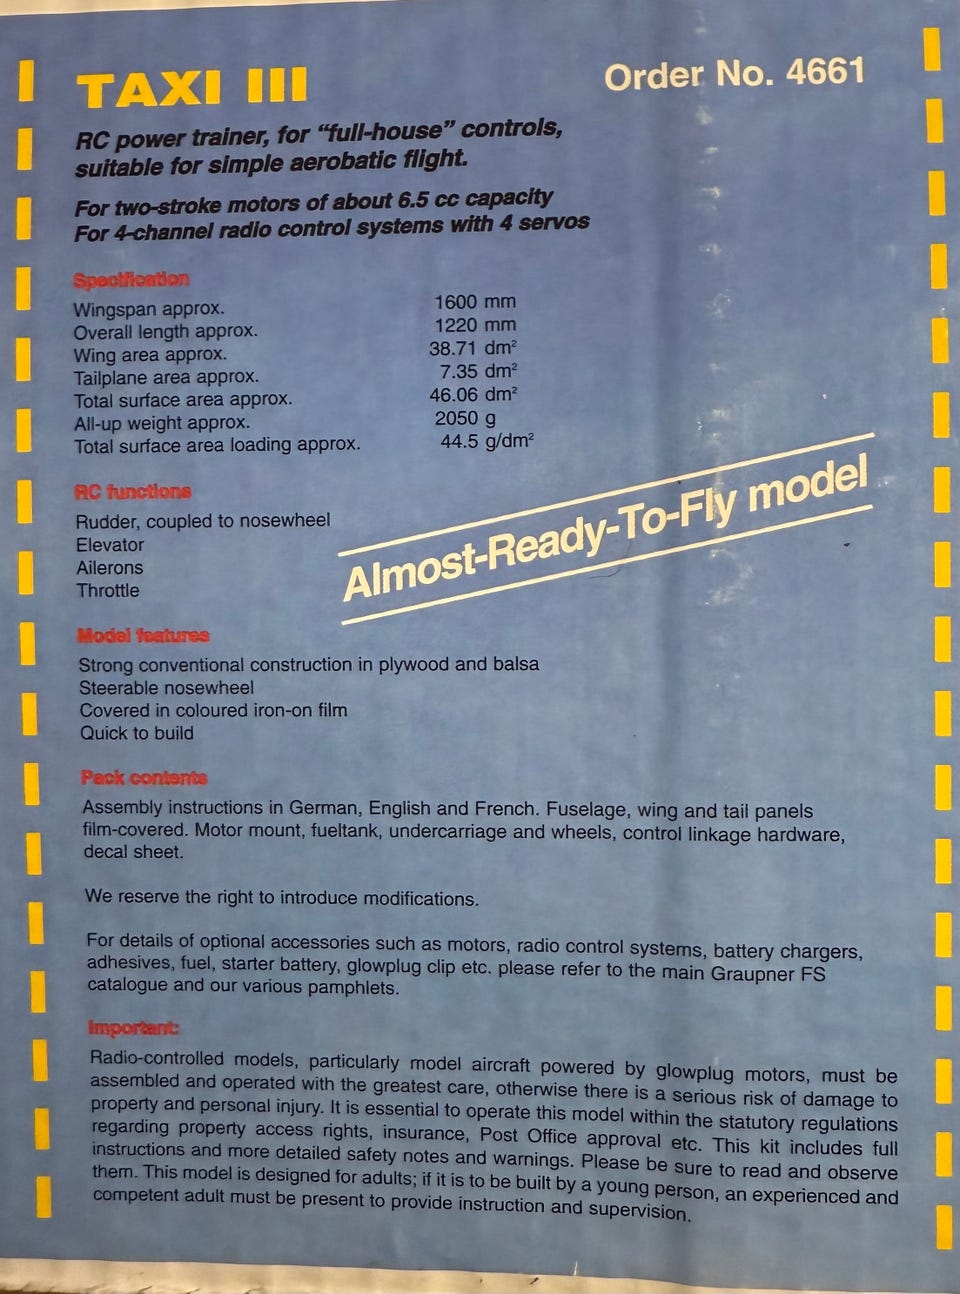 TAXI III
Order No. 4661
RC power trainer, for “full-house” controls,
suitable for simple aerobatic flight.
For two-stroke motors of about 6.5 cc capacity
For 4-channel radio control systems with 4 servos
Specification
Wingspan approx. 1600 mm
Overall length approx. 1220 mm
Wing area approx. 38.71 dm²
Tailplane area approx. 7.35 dm²
Total surface area approx. 46.06 dm²
All-up weight approx. 2050 g
Total surface area loading approx. 44.5 g/dm²
RC functions
Rudder, coupled to nosewheel
Elevator
Ailerons
Throttle
Almost-Ready-To-Fly model
Model features
Strong conventional construction in plywood and balsa
Steerable nosewheel
Covered in coloured iron-on film
Quick to build
Pack contents
Assembly instructions in German, English and French. Fuselage, wing and tail panels
film-covered. Motor mount, fueltank, undercarriage and wheels, control linkage hardware,
decal sheet.
We reserve the right to introduce modifications.
For details of optional accessories such as motors, radio control systems, battery chargers,
adhesives, fuel, starter battery, glowplug clip etc. please refer to the main Graupner FS
catalogue and our various pamphlets.
Important:
Radio-controlled models, particularly model aircraft powered by glowplug motors, must be
assembled and operated with the greatest care, otherwise there is a serious risk of damage to
property and personal injury. It is essential to operate this model within the statutory regulations
regarding property access rights, insurance, Post Office approval etc. This kit includes full
instructions and more detailed safety notes and warnings. Please be sure to read and observe
them. This model is designed for adults; if it is to be built by a young person, an experienced and
competent adult must be present to provide instruction and supervision.